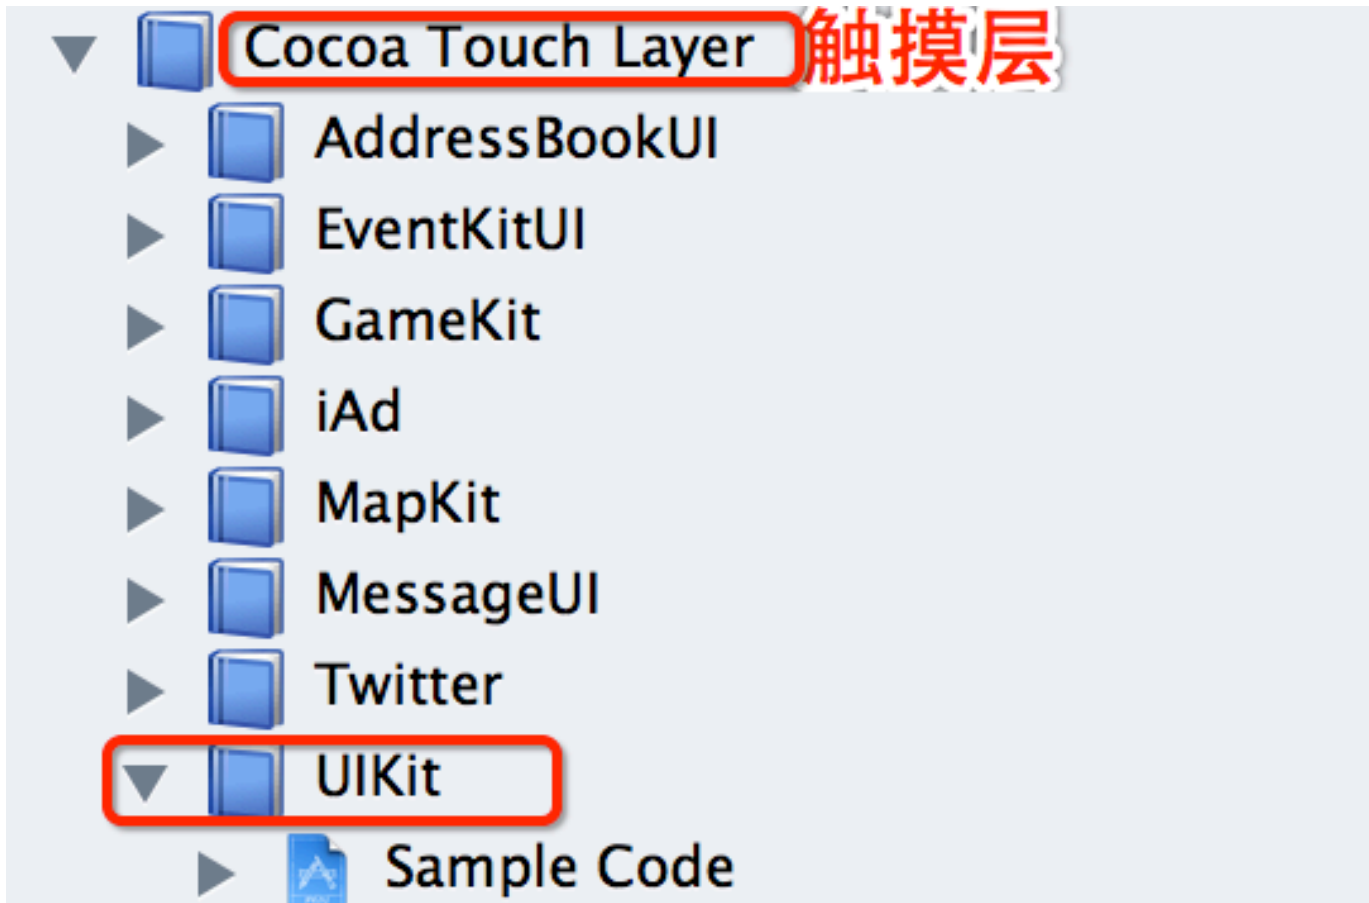 Cocoa Touch Layer 触摸层
AddressBookUI
EventKitUI
GameKit
iAd
MapKit
MessageUI
Twitter
UIKit
Sample Code